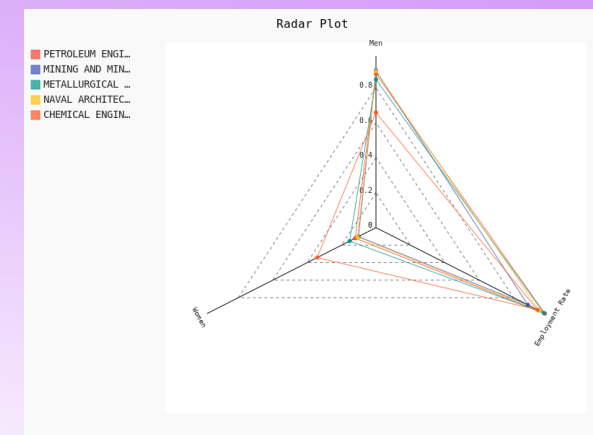 Radar Plot
PETROLEUM ENGI…
MINING AND MIN…
METALLURGICAL …
NAVAL ARCHITEC…
CHEMICAL ENGIN…
Men
0.8
0.6
0.4
0.2
0
Women
Employment Rate